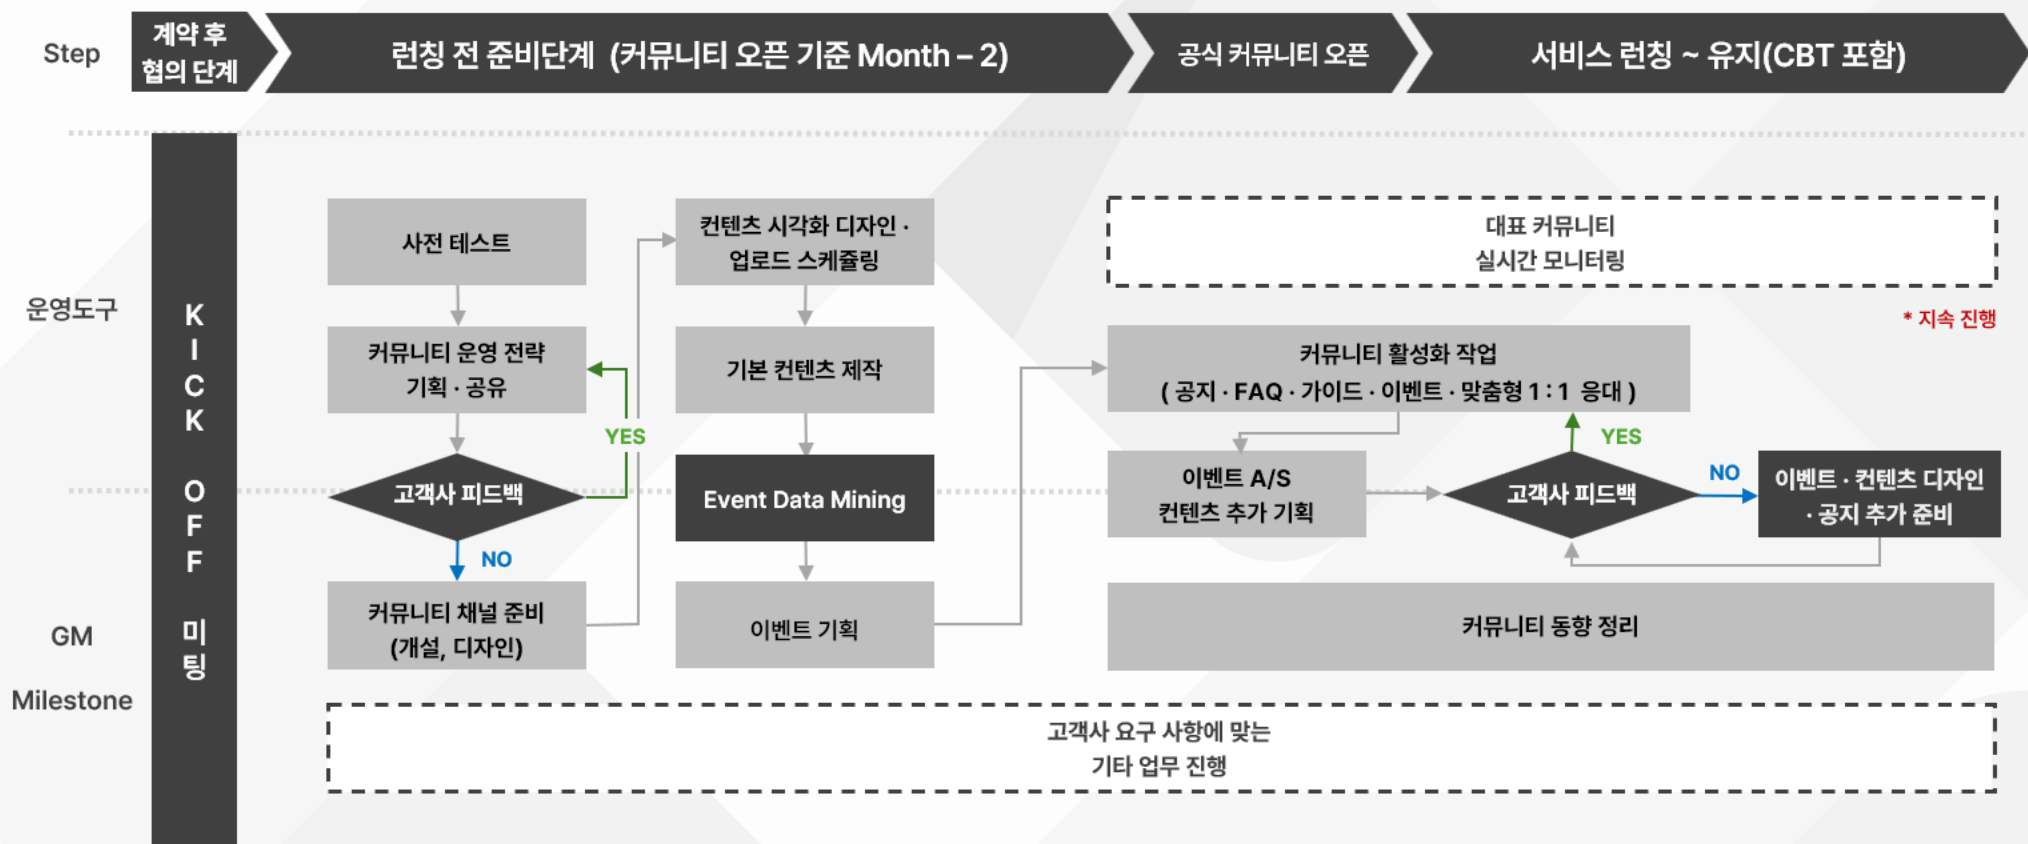 Step
계약 후
협의 단계
런칭 전 준비단계 (커뮤니티 오픈 기준 Month – 2)
공식 커뮤니티 오픈
서비스 런칭 ~ 유지(CBT 포함)
운영도구
GM
Milestone
KICK OFF 미팅
사전 테스트
커뮤니티 운영 전략
기획 · 공유
고객사 피드백
YES
NO
커뮤니티 채널 준비
(개설, 디자인)
컨텐츠 시각화 디자인 ·
업로드 스케쥴링
기본 컨텐츠 제작
Event Data Mining
이벤트 기획
대표 커뮤니티
실시간 모니터링
* 지속 진행
커뮤니티 활성화 작업
( 공지 · FAQ · 가이드 · 이벤트 · 맞춤형 1 : 1 응대 )
이벤트 A/S
컨텐츠 추가 기획
고객사 피드백
YES
NO
이벤트 · 컨텐츠 디자인
· 공지 추가 준비
커뮤니티 동향 정리
고객사 요구 사항에 맞는
기타 업무 진행